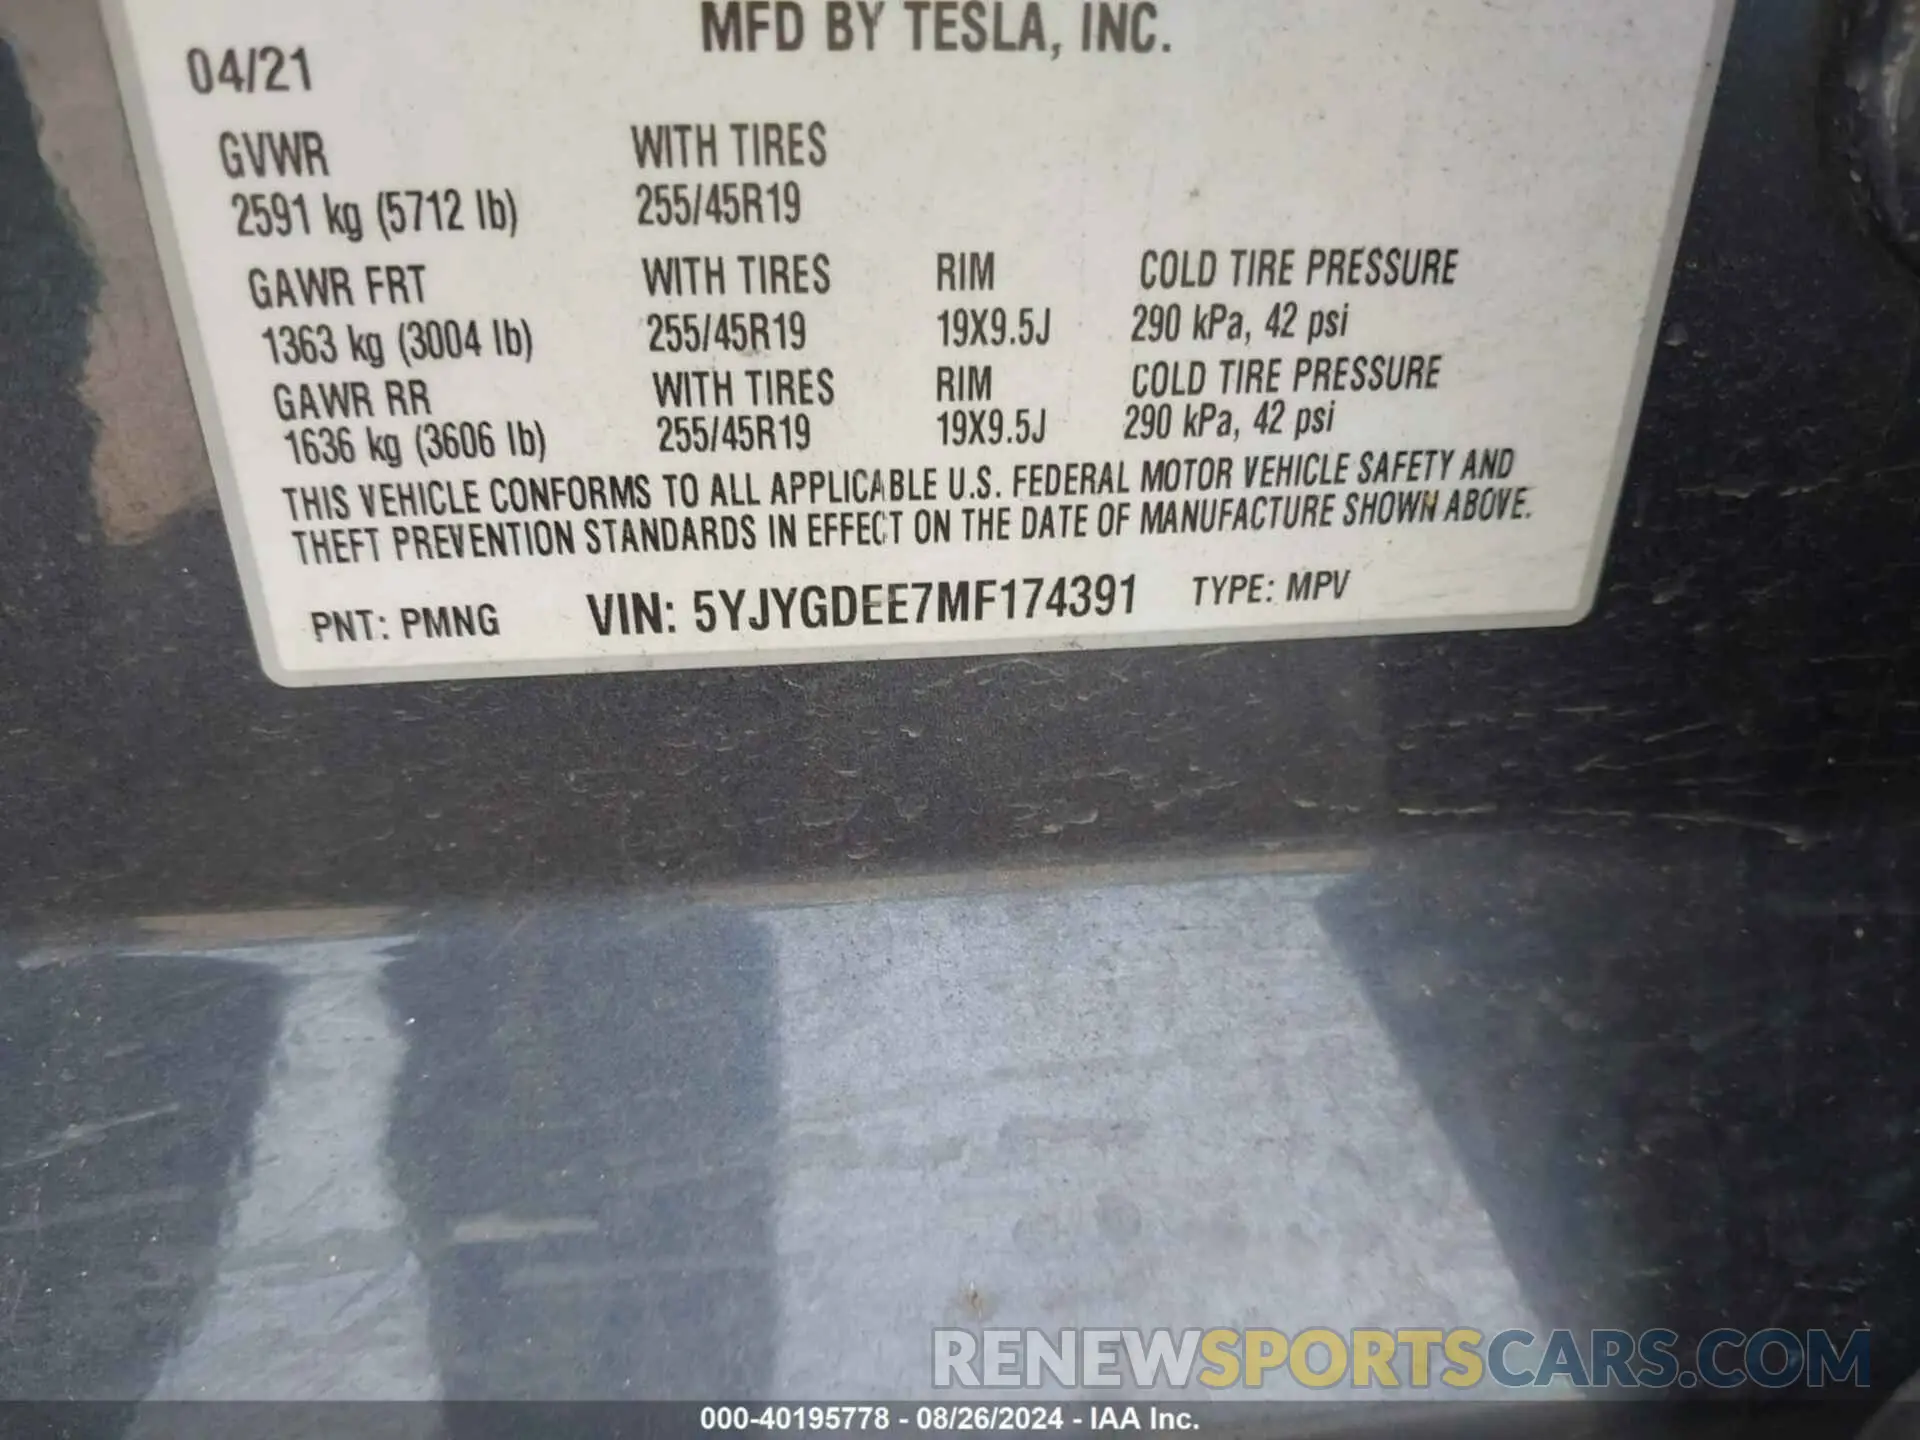 MFD BY TESLA, INC.
04/21
GVWR WITH TIRES
2591 kg (5712 lb) 255/45R19
GAWR FRT WITH TIRES RIM COLD TIRE PRESSURE
1363 kg (3004 lb) 255/45R19 19X9.5J 290 kPa, 42 psi
GAWR RR WITH TIRES RIM COLD TIRE PRESSURE
1636 kg (3606 lb) 255/45R19 19X9.5J 290 kPa, 42 psi
THIS VEHICLE CONFORMS TO ALL APPLICABLE U.S. FEDERAL MOTOR VEHICLE SAFETY AND
THEFT PREVENTION STANDARDS IN EFFECT ON THE DATE OF MANUFACTURE SHOWN ABOVE.
PNT: PMNG VIN: 5YJYGDEE7MF174391 TYPE: MPV
RENEWSPORTSCARS.COM
000-40195778 - 08/26/2024 - IAA Inc.